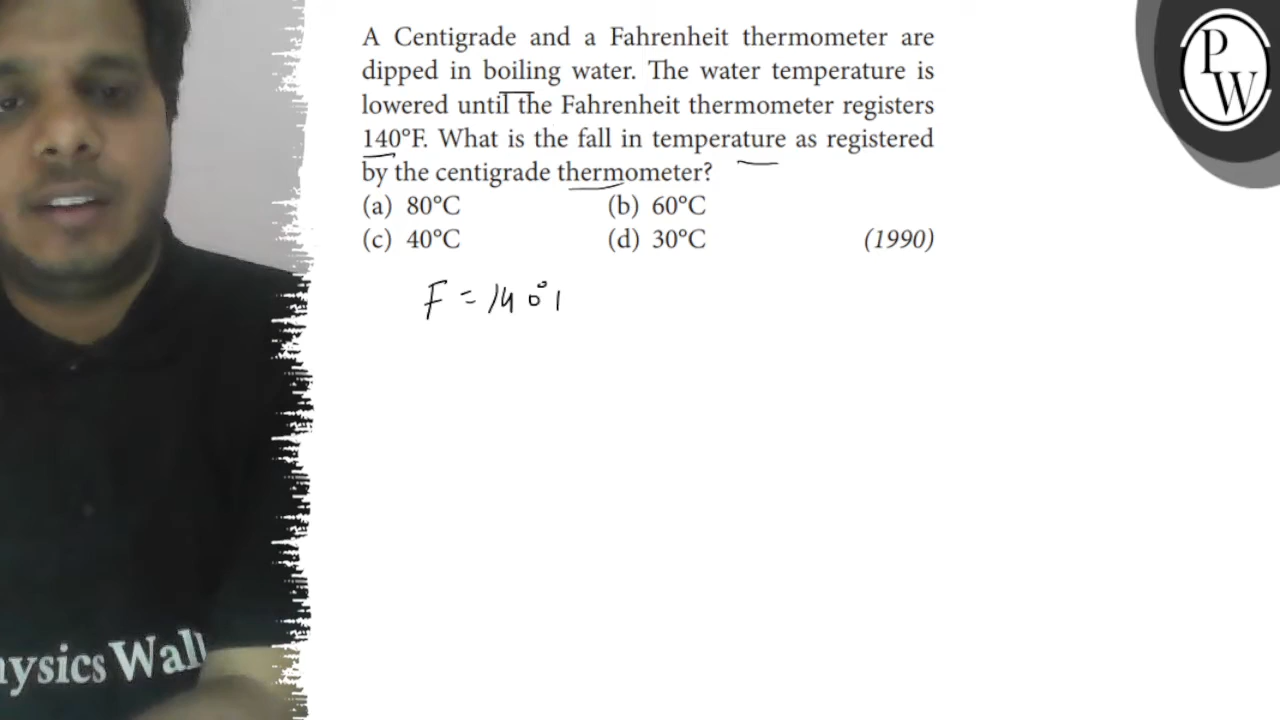 A Centigrade and a Fahrenheit thermometer are
dipped in boiling water. The water temperature is
lowered until the Fahrenheit thermometer registers
140°F. What is the fall in temperature as registered
by the centigrade thermometer?
(a) 80°C (b) 60°C
(c) 40°C (d) 30°C (1990)
F = 140°
PW
hysics Wall